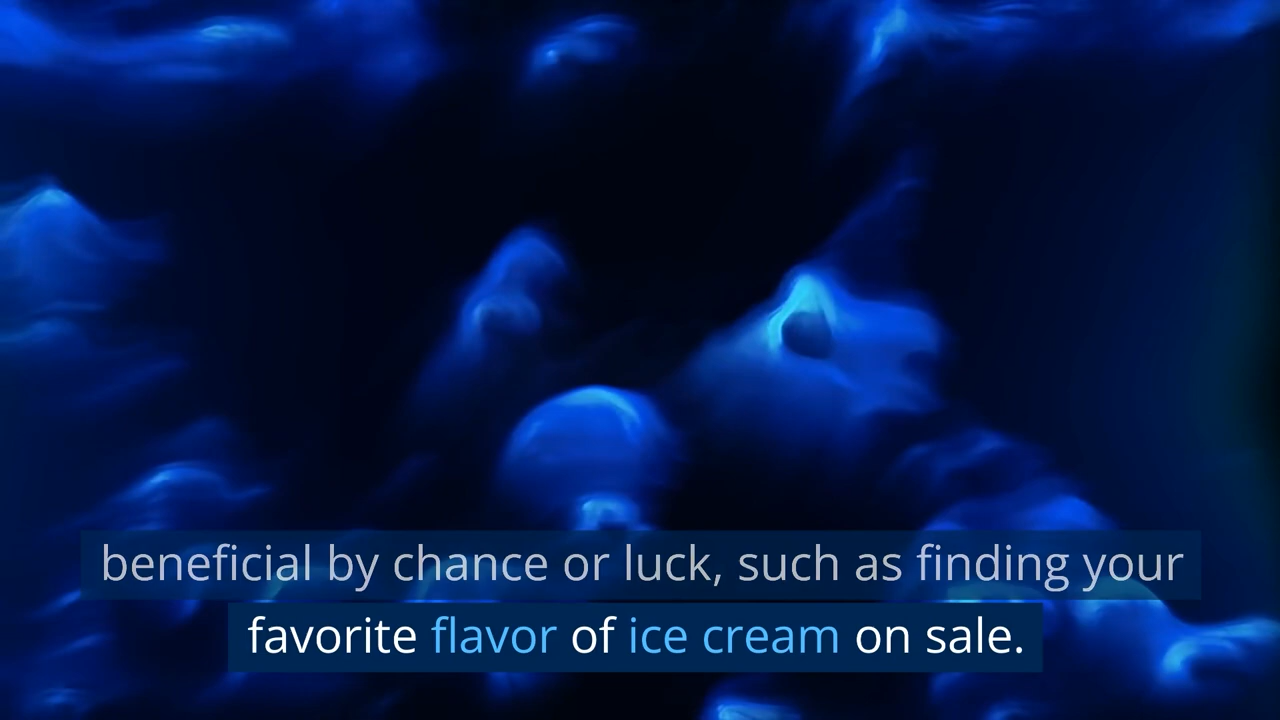 beneficial by chance or luck, such as finding your
favorite flavor of ice cream on sale.